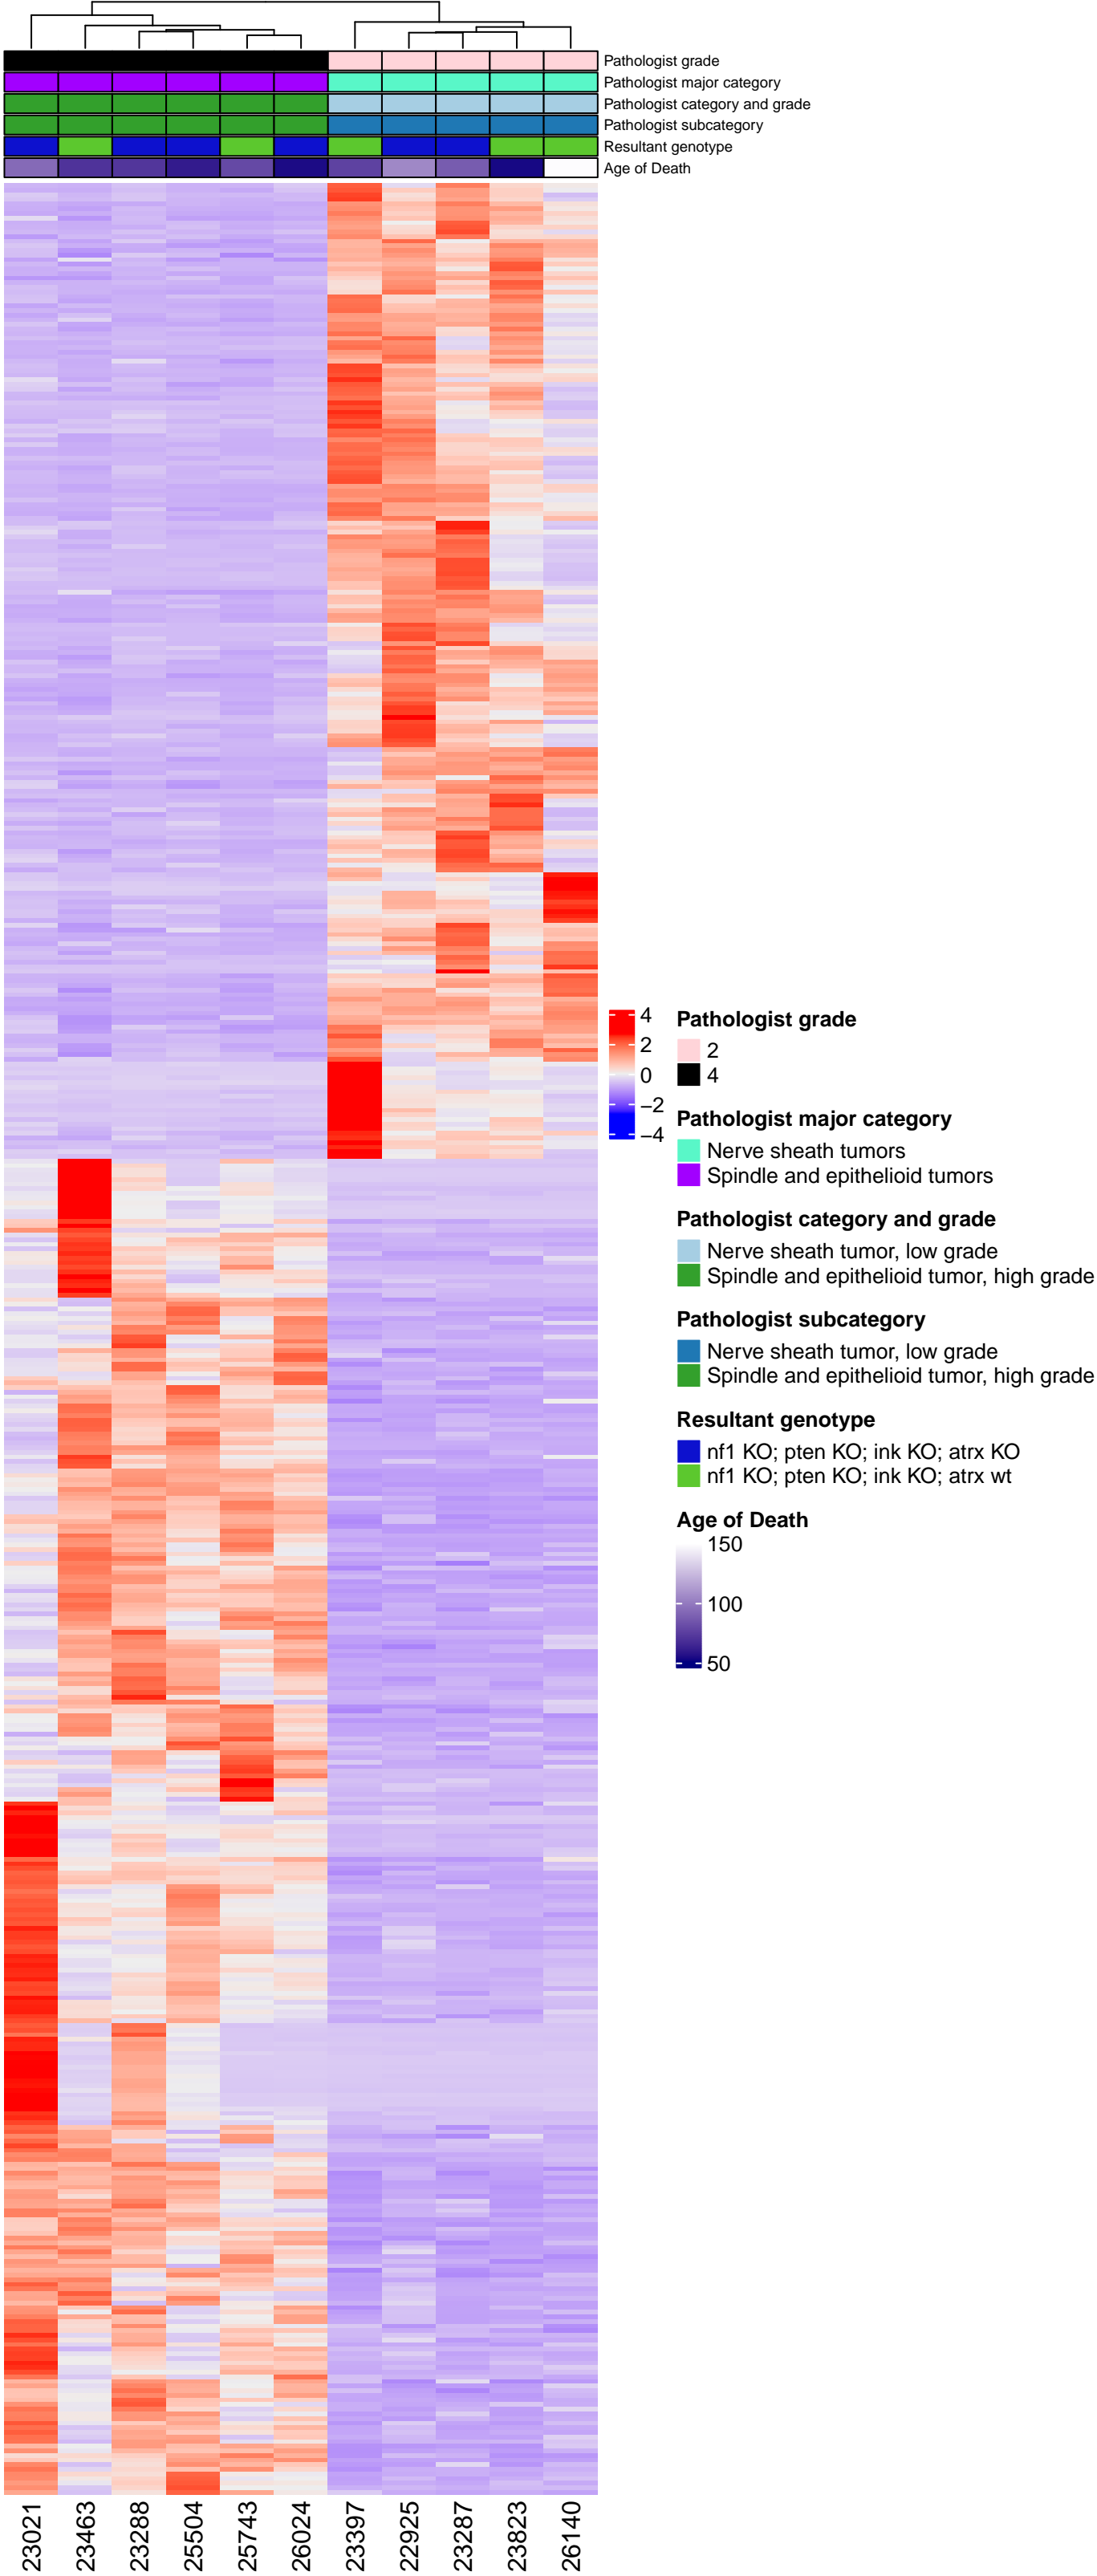 Pathologist grade
Pathologist major category
Pathologist category and grade
Pathologist subcategory
Resultant genotype
Age of Death
4
2
0
−2
−4
Pathologist grade
2
4
Pathologist major category
Nerve sheath tumors
Spindle and epithelioid tumors
Pathologist category and grade
Nerve sheath tumor, low grade
Spindle and epithelioid tumor, high grade
Pathologist subcategory
Nerve sheath tumor, low grade
Spindle and epithelioid tumor, high grade
Resultant genotype
nf1 KO; pten KO; ink KO; atrx KO
nf1 KO; pten KO; ink KO; atrx wt
Age of Death
150
100
50
23021
23463
23288
25504
25743
26024
23397
22925
23287
23823
26140